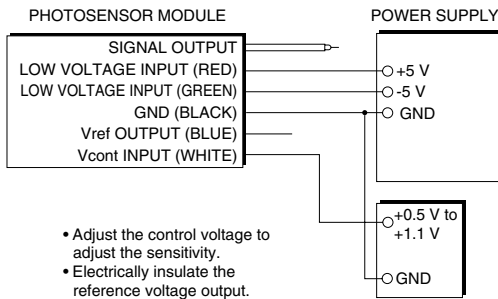 PHOTOSENSOR MODULE
POWER SUPPLY
SIGNAL OUTPUT
LOW VOLTAGE INPUT (RED)
+5 V
LOW VOLTAGE INPUT (GREEN)
-5 V
GND (BLACK)
GND
Vref OUTPUT (BLUE)
Vcont INPUT (WHITE)
+0.5 V to
+1.1 V
GND
• Adjust the control voltage to
adjust the sensitivity.
• Electrically insulate the
reference voltage output.